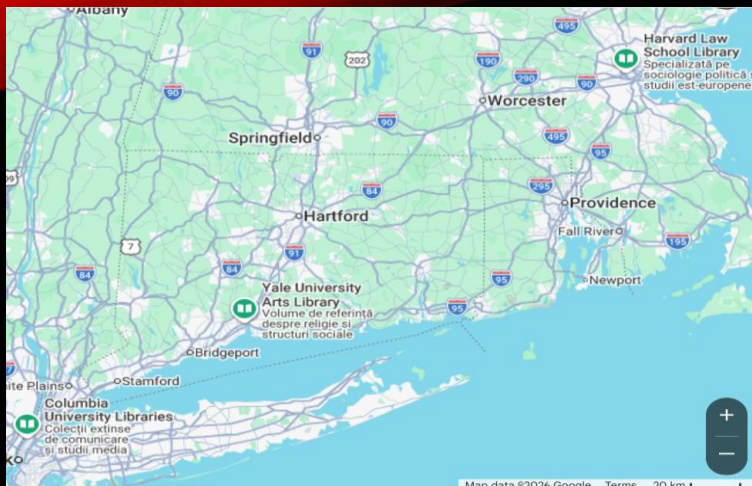 Albany
495
91
202
190
290
90
Harvard Law
School Library
Specializată pe
sociologie politică
studii est-europene
90
Worcester
Springfield
90
495
95
84
295
Hartford
Providence
Fall River
7
91
195
84
84
95
Newport
Yale University
Arts Library
Volume de referință
despre religie și
structuri sociale
95
Bridgeport
Stamford
ite Plains
Columbia
University Libraries
Colecții extinse
de comunicare
și studii media
Map data ©2026 Google Terms 20 km